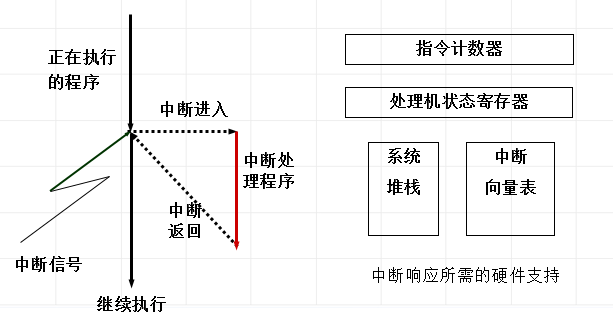 正在执行
的程序
中断进入
中断处
理程序
中断
返回
中断信号
继续执行
指令计数器
处理机状态寄存器
系统
堆栈
中断
向量表
中断响应所需的硬件支持